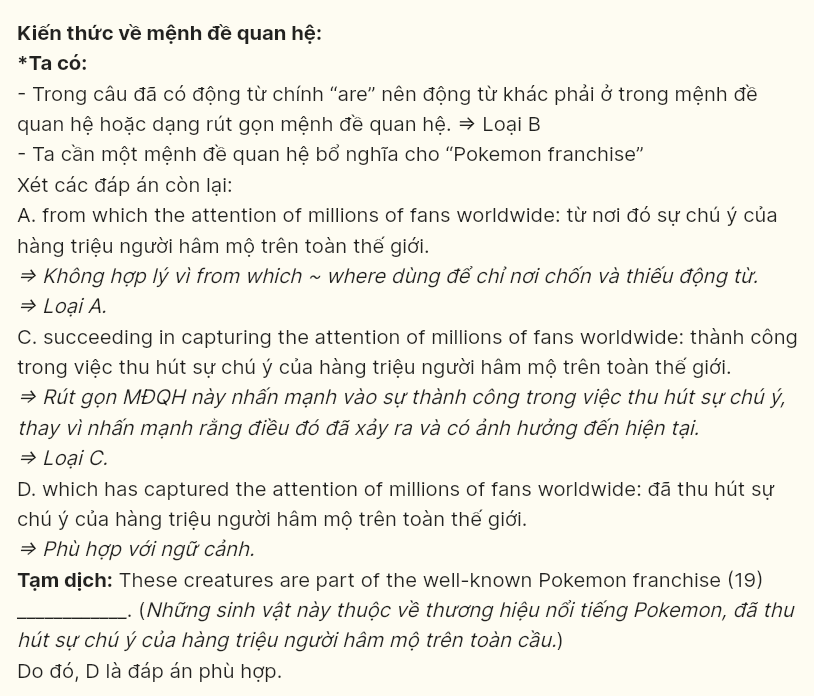 Kiến thức về mệnh đề quan hệ:
*Ta có:
- Trong câu đã có động từ chính “are” nên động từ khác phải ở trong mệnh đề
quan hệ hoặc dạng rút gọn mệnh đề quan hệ. ⇒ Loại B
- Ta cần một mệnh đề quan hệ bổ nghĩa cho “Pokemon franchise”
Xét các đáp án còn lại:
A. from which the attention of millions of fans worldwide: từ nơi đó sự chú ý của
hàng triệu người hâm mộ trên toàn thế giới.
⇒ Không hợp lý vì from which ~ where dùng để chỉ nơi chốn và thiếu động từ.
⇒ Loại A.
C. succeeding in capturing the attention of millions of fans worldwide: thành công
trong việc thu hút sự chú ý của hàng triệu người hâm mộ trên toàn thế giới.
⇒ Rút gọn MĐQH này nhấn mạnh vào sự thành công trong việc thu hút sự chú ý,
thay vì nhấn mạnh rằng điều đó đã xảy ra và có ảnh hưởng đến hiện tại.
⇒ Loại C.
D. which has captured the attention of millions of fans worldwide: đã thu hút sự
chú ý của hàng triệu người hâm mộ trên toàn thế giới.
⇒ Phù hợp với ngữ cảnh.
Tạm dịch: These creatures are part of the well-known Pokemon franchise (19)
____________. (Những sinh vật này thuộc về thương hiệu nổi tiếng Pokemon, đã thu
hút sự chú ý của hàng triệu người hâm mộ trên toàn cầu.)
Do đó, D là đáp án phù hợp.